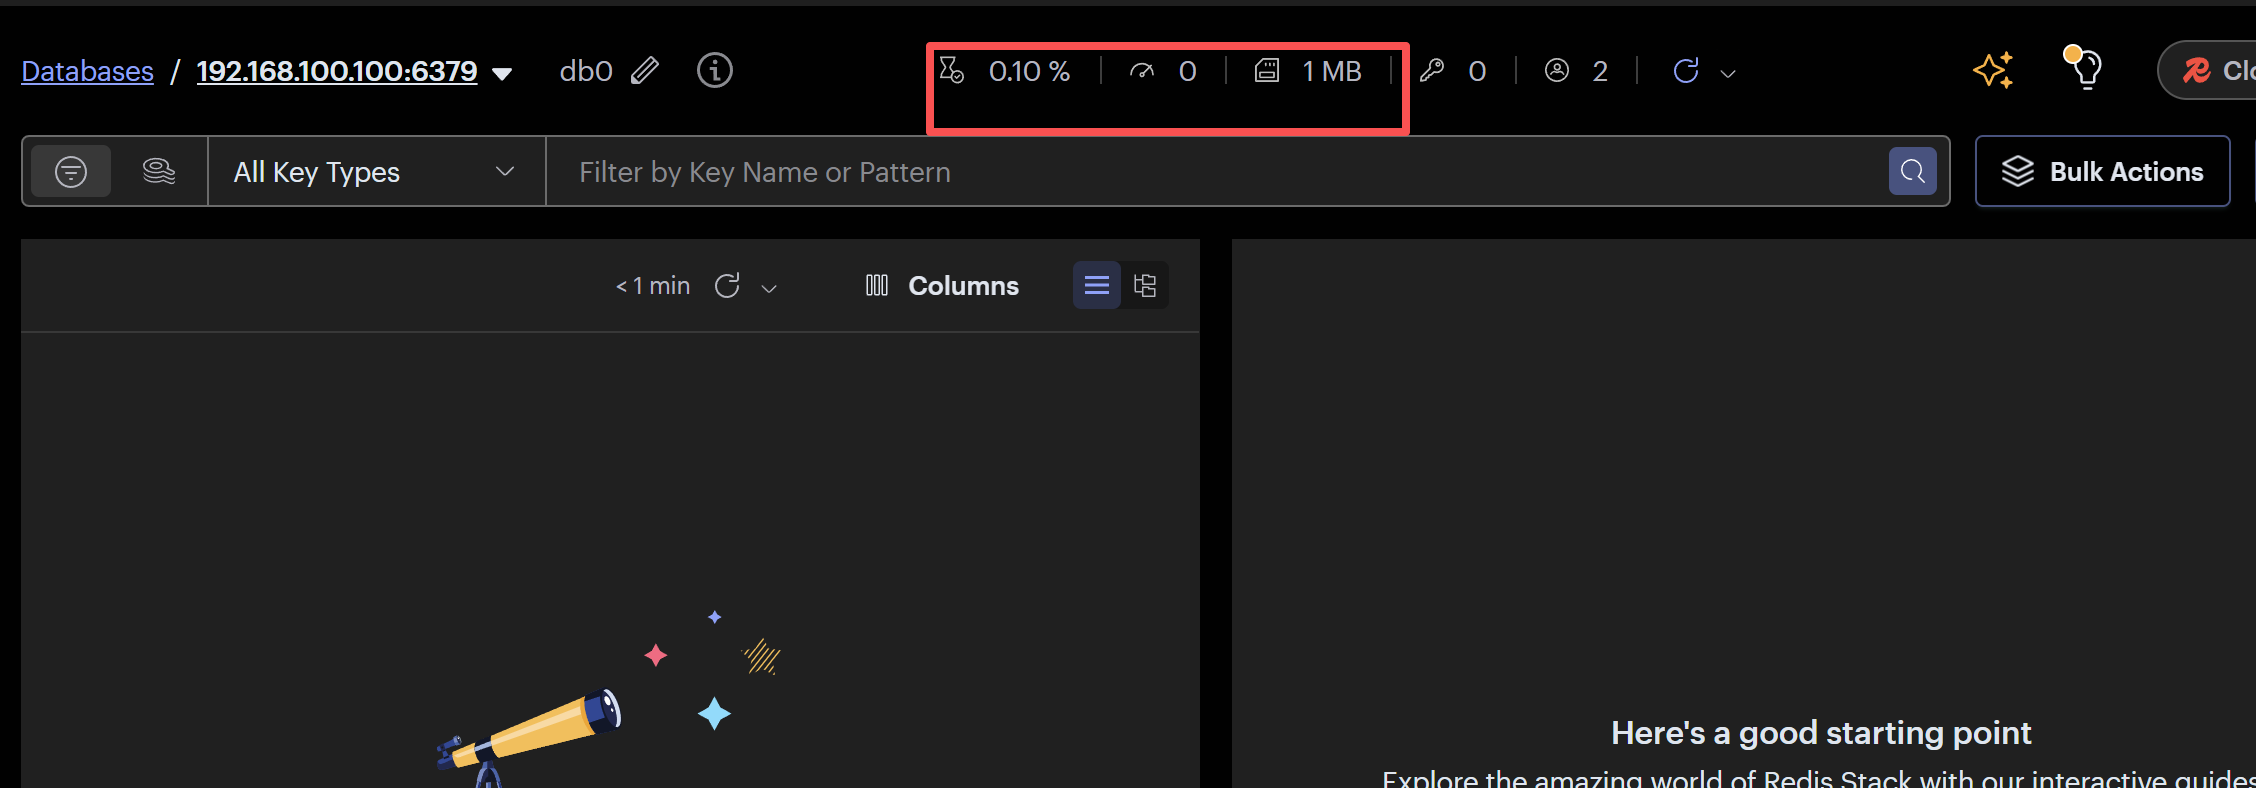 Databases / 192.168.100.100:6379 db0 0.10 % 0 1 MB 0 2 Clo
All Key Types Filter by Key Name or Pattern Bulk Actions
< 1 min Columns
Here's a good starting point
Explore the amazing world of Redis Stack with our interactive guides